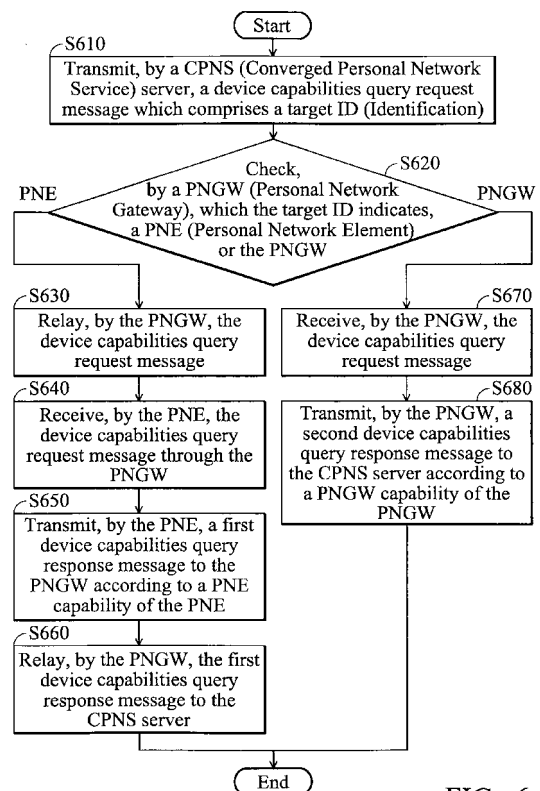 Start
S610
Transmit, by a CPNS (Converged Personal Network
Service) server, a device capabilities query request
message which comprises a target ID (Identification)
S620
Check,
by a PNGW (Personal Network
Gateway), which the target ID indicates,
a PNE (Personal Network Element)
or the PNGW
PNE
PNGW
S630
Relay, by the PNGW, the
device capabilities query
request message
S640
Receive, by the PNE, the
device capabilities query
request message through the
PNGW
S650
Transmit, by the PNE, a first
device capabilities query
response message to the
PNGW according to a PNE
capability of the PNE
S660
Relay, by the PNGW, the first
device capabilities query
response message to the
CPNS server
S670
Receive, by the PNGW, the
device capabilities query
request message
S680
Transmit, by the PNGW, a
second device capabilities
query response message to
the CPNS server according to
a PNGW capability of the
PNGW
End